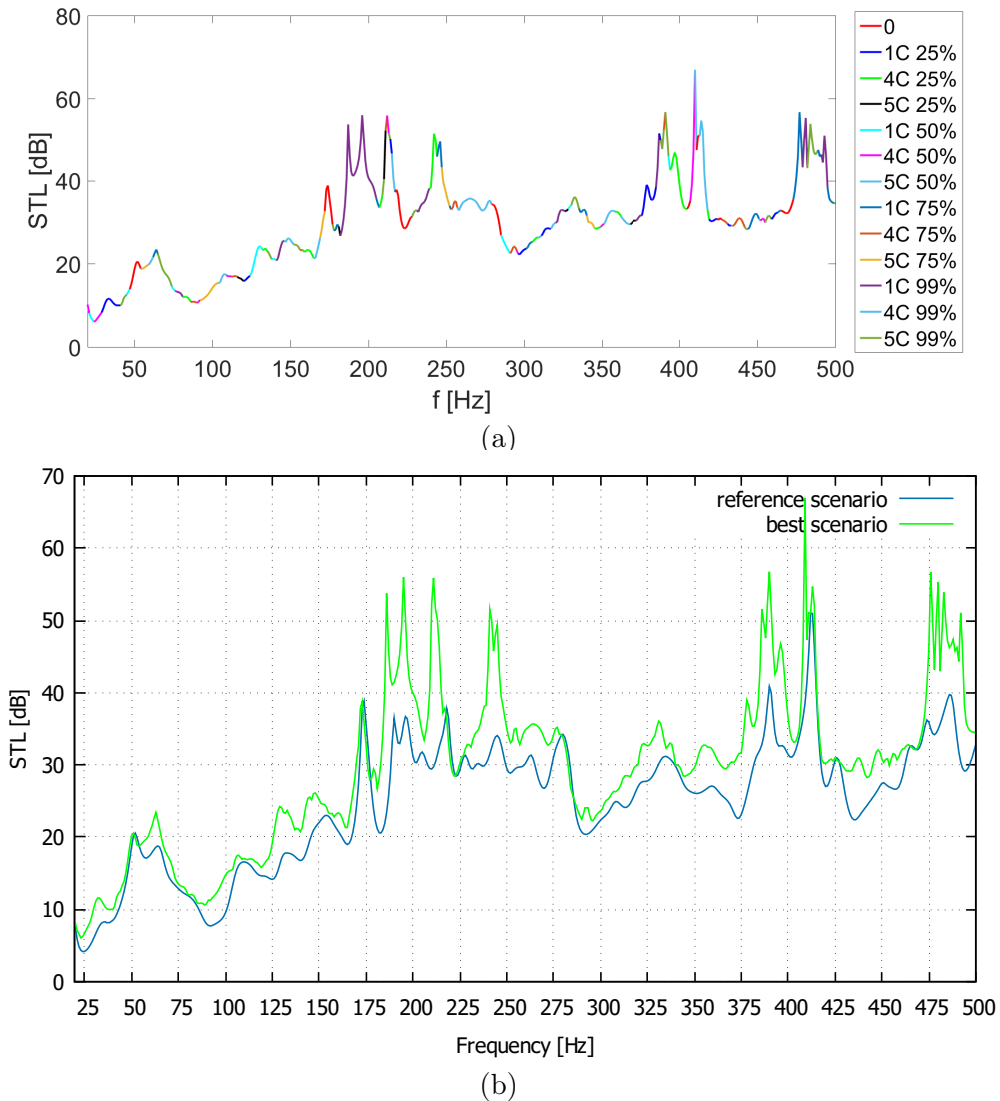 80
60
40
20
0
STL [dB]
50 100 150 200 250 300 350 400 450 500
f [Hz]
0
1C 25%
4C 25%
5C 25%
1C 50%
4C 50%
5C 50%
1C 75%
4C 75%
5C 75%
1C 99%
4C 99%
5C 99%
(a)
70
60
50
40
30
20
10
0
STL [dB]
reference scenario
best scenario
25 50 75 100 125 150 175 200 225 250 275 300 325 350 375 400 425 450 475 500
Frequency [Hz]
(b)